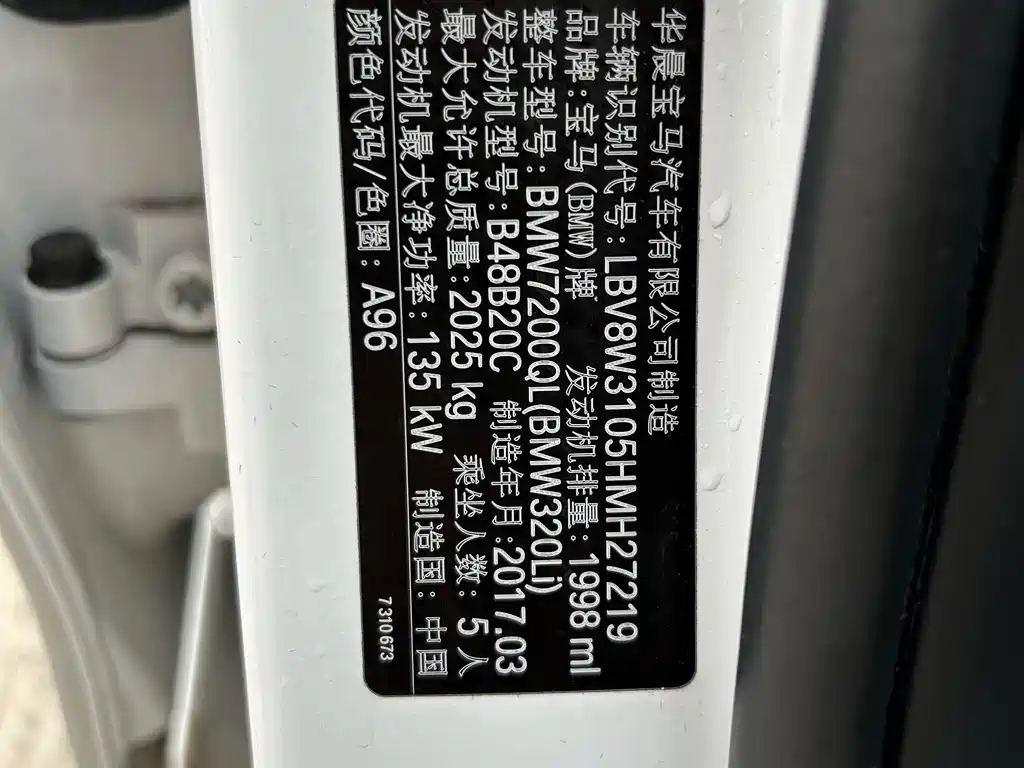 华晨宝马汽车有限公司制造
车辆识别代号:LBV8W3105HMH27219
品牌:宝马(BMW)牌 发动机排量:1998 ml
整车型号:BMW7200QL(BMW320Li)
发动机型号:B48B20C 制造年月:2017.03
最大允许总质量:2025 kg 乘坐人数:5人
发动机最大净功率:135 kW 制造国:中国
颜色代码/色圈:A96
7 310 673